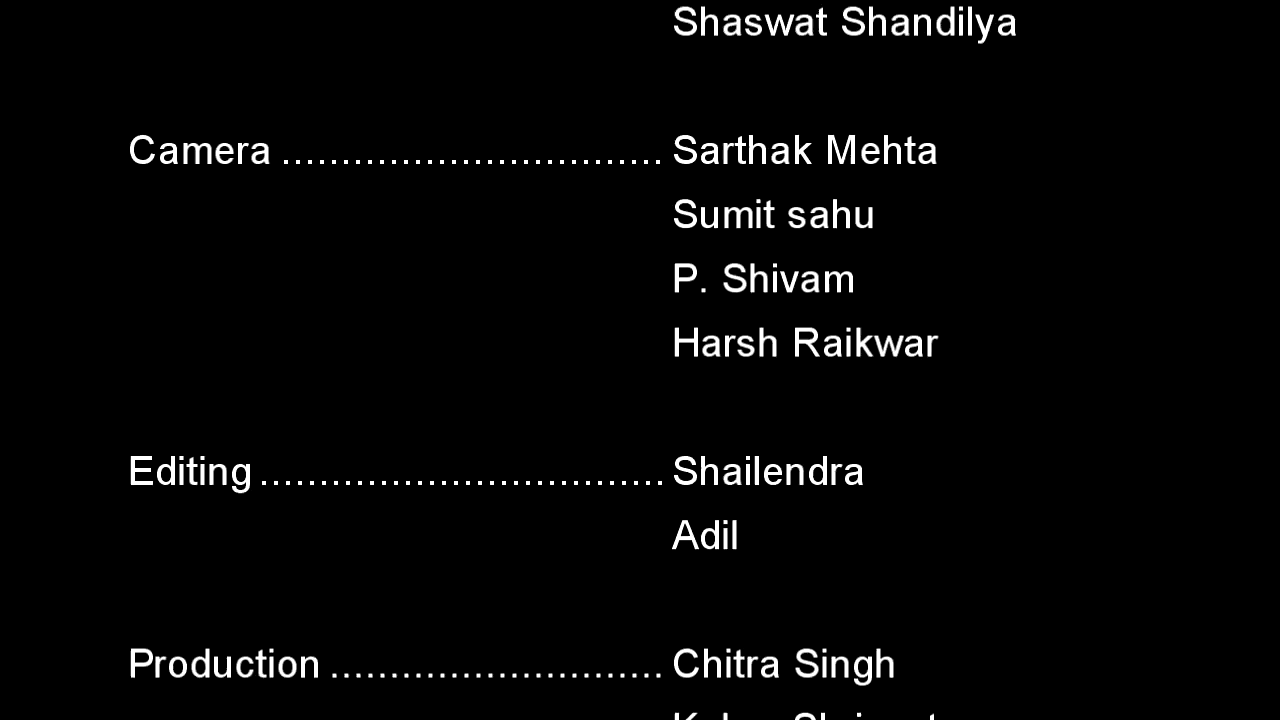 Shaswat Shandilya
Camera ................................ Sarthak Mehta
Sumit sahu
P. Shivam
Harsh Raikwar
Editing .................................. Shailendra
Adil
Production ............................ Chitra Singh